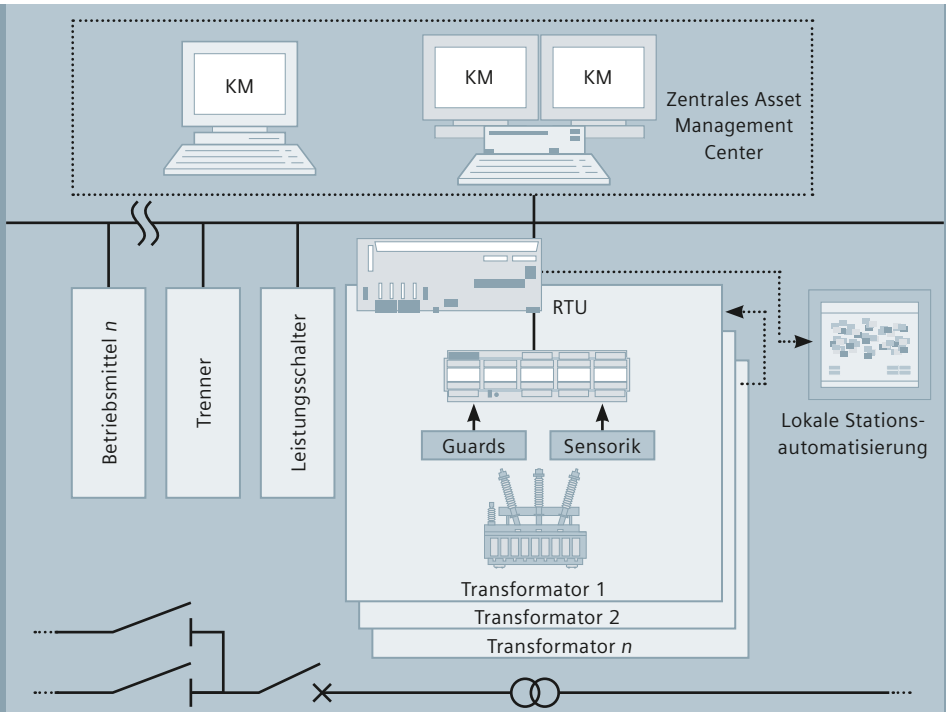 KM
KM
KM
Zentrales Asset
Management
Center
Betriebsmittel n
Trenner
Leistungsschalter
RTU
Guards
Sensorik
Lokale Stations-
automatisierung
Transformator 1
Transformator 2
Transformator n